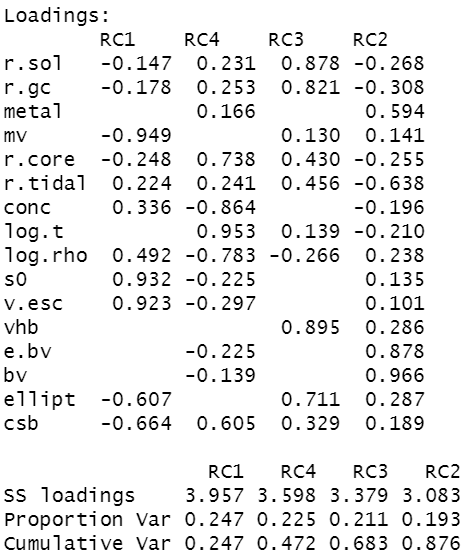 Loadings:
         RC1    RC4    RC3    RC2
r.sol   -0.147  0.231  0.878 -0.268
r.gc    -0.178  0.253  0.821 -0.308
metal           0.166         0.594
mv      -0.949         0.130  0.141
r.core  -0.248  0.738  0.430 -0.255
r.tidal  0.224  0.241  0.456 -0.638
conc     0.336 -0.864        -0.196
log.t           0.953  0.139 -0.210
log.rho  0.492 -0.783 -0.266  0.238
s0       0.932 -0.225         0.135
v.esc    0.923 -0.297         0.101
vhb                    0.895  0.286
e.bv           -0.225         0.878
bv             -0.139         0.966
ellipt  -0.607         0.711  0.287
csb     -0.664  0.605  0.329  0.189
                 RC1   RC4   RC3   RC2
SS loadings    3.957 3.598 3.379 3.083
Proportion Var 0.247 0.225 0.211 0.193
Cumulative Var 0.247 0.472 0.683 0.876